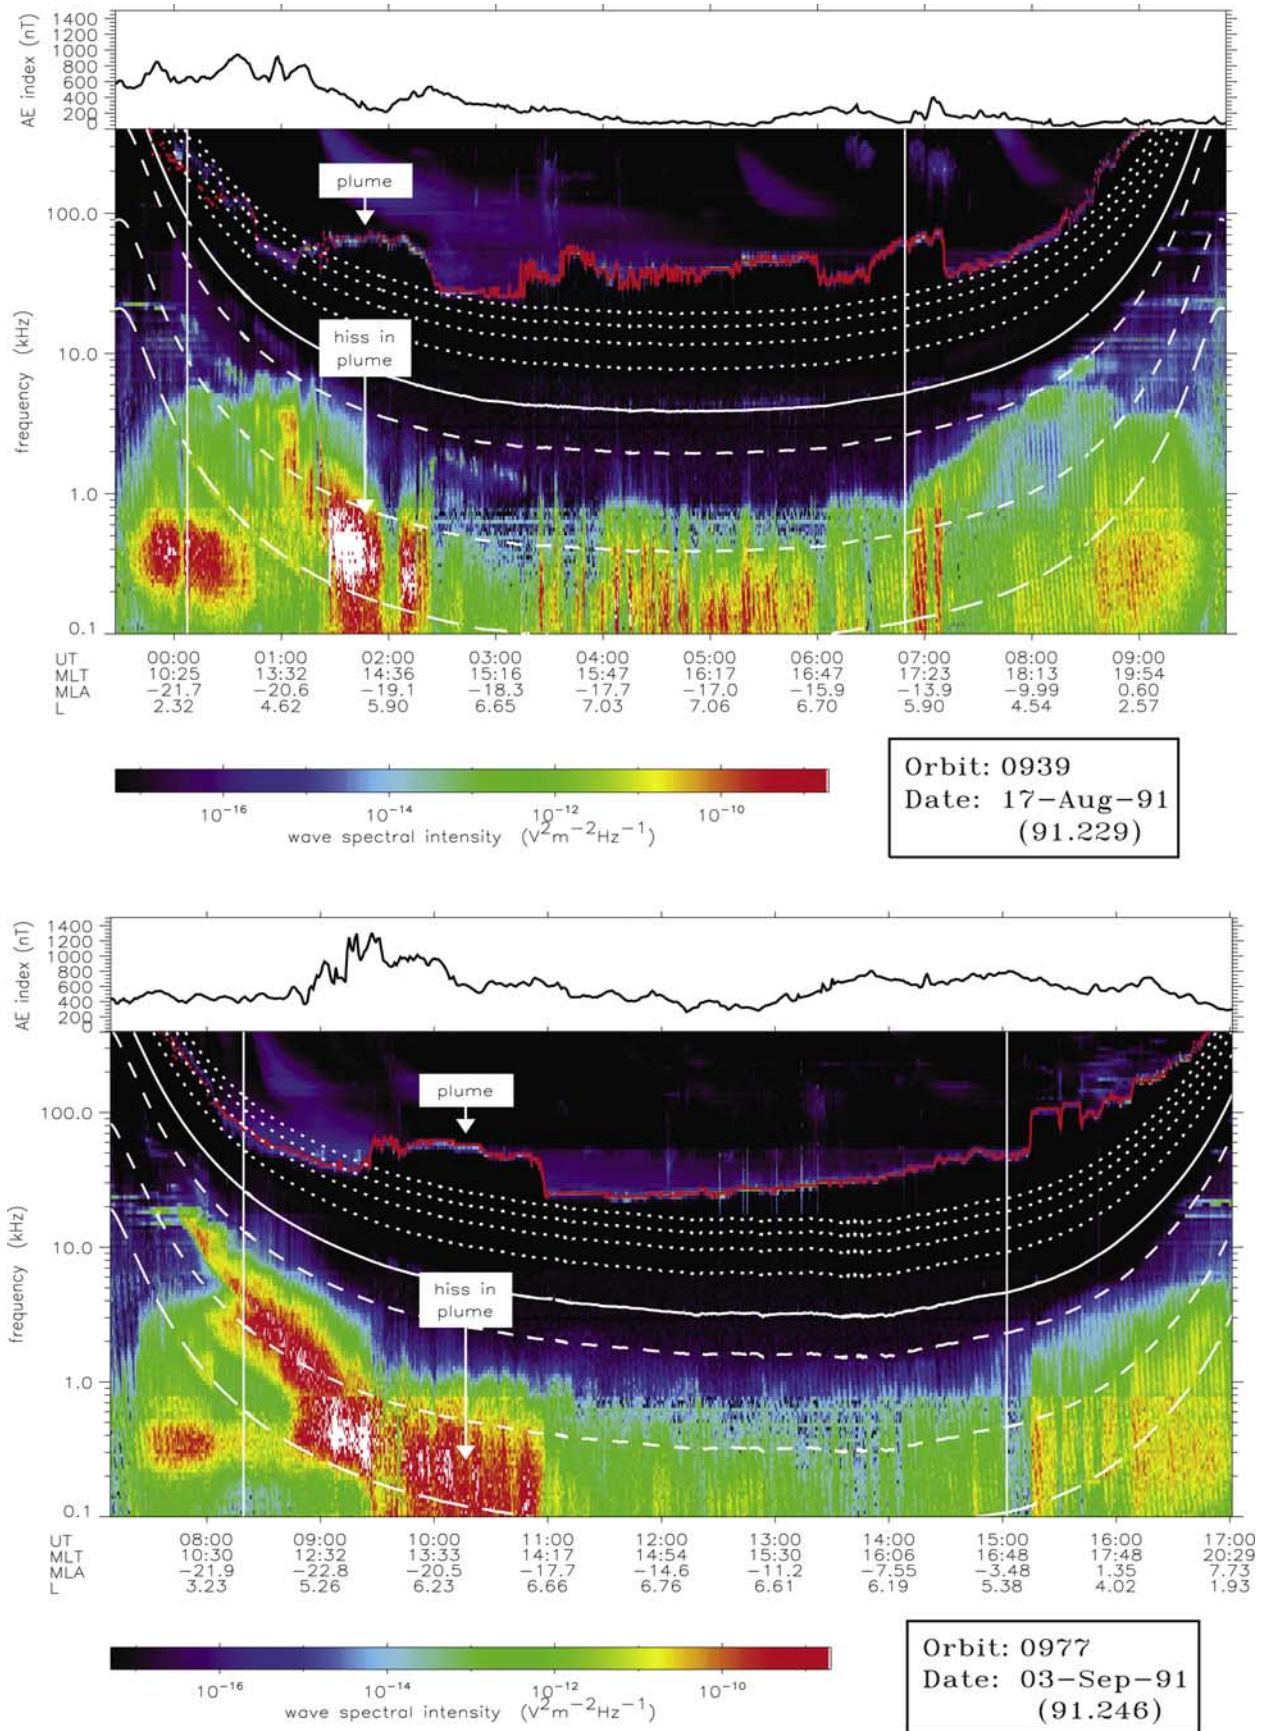 1400
1200
1000
800
600
400
200
0
AE index (nT)
plume
100.0
hiss in
plume
10.0
1.0
0.1
frequency (kHz)
UT 00:00 01:00 02:00 03:00 04:00 05:00 06:00 07:00 08:00 09:00
MLT 10:25 13:32 14:36 15:16 15:47 16:17 16:47 17:23 18:13 19:54
MLA −21.7 −20.6 −19.1 −18.3 −17.7 −17.0 −15.9 −13.9 −9.99 0.60
L 2.32 4.62 5.90 6.65 7.03 7.06 6.70 5.90 4.54 2.57
10⁻¹⁶ 10⁻¹⁴ 10⁻¹² 10⁻¹⁰
wave spectral intensity (V²m⁻²Hz⁻¹)
Orbit: 0939
Date: 17-Aug-91
(91.229)
1400
1200
1000
800
600
400
200
0
AE index (nT)
plume
100.0
10.0
hiss in
plume
1.0
0.1
frequency (kHz)
UT 08:00 09:00 10:00 11:00 12:00 13:00 14:00 15:00 16:00 17:00
MLT 10:30 12:32 13:33 14:17 14:54 15:30 16:06 16:48 17:48 20:29
MLA −21.9 −22.8 −20.5 −17.7 −14.6 −11.2 −7.55 −3.48 1.35 7.73
L 3.23 5.26 6.23 6.66 6.76 6.61 6.19 5.38 4.02 1.93
10⁻¹⁶ 10⁻¹⁴ 10⁻¹² 10⁻¹⁰
wave spectral intensity (V²m⁻²Hz⁻¹)
Orbit: 0977
Date: 03-Sep-91
(91.246)